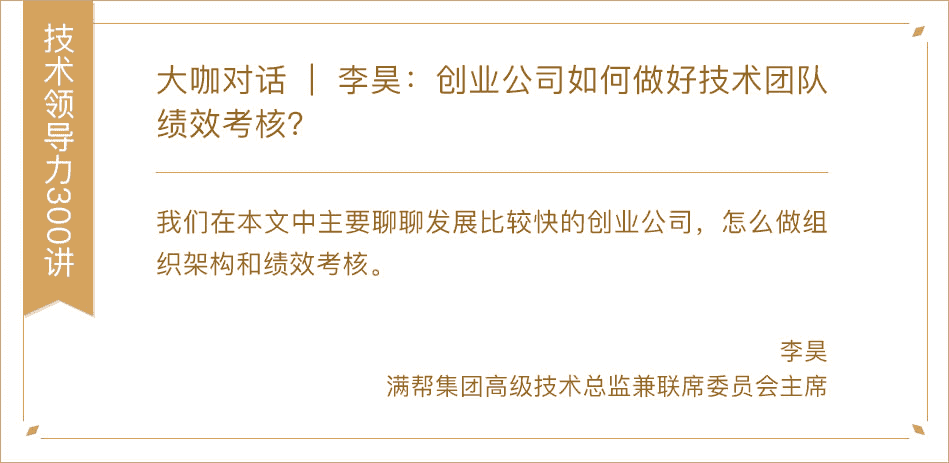 技术领导力300讲
大咖对话 | 李昊：创业公司如何做好技术团队
绩效考核？
我们在本文中主要聊聊发展比较快的创业公司，怎么做组
织架构和绩效考核。
李昊
满帮集团高级技术总监兼联席委员会主席